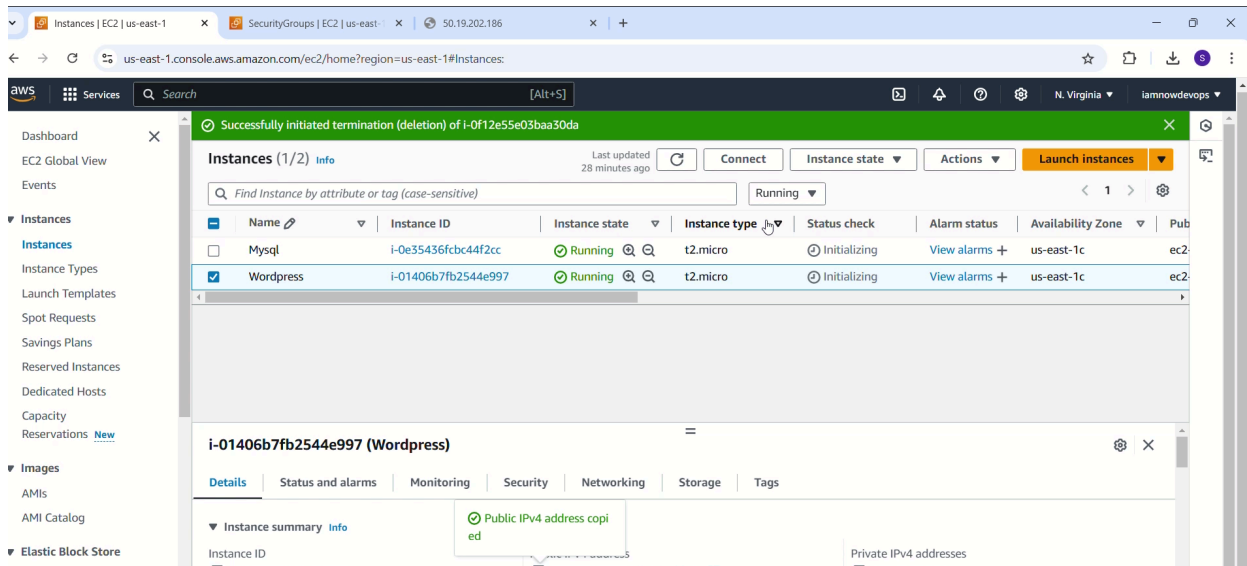 Instances | EC2 | us-east-1
SecurityGroups | EC2 | us-east-1
50.19.202.186
us-east-1.console.aws.amazon.com/ec2/home?region=us-east-1#Instances:
S
aws
Services
Search
[Alt+S]
N. Virginia
iamnowdevops
Dashboard
EC2 Global View
Events
Instances
Instances
Instance Types
Launch Templates
Spot Requests
Savings Plans
Reserved Instances
Dedicated Hosts
Capacity
Reservations New
Images
AMIs
AMI Catalog
Elastic Block Store
Successfully initiated termination (deletion) of i-0f12e55e03baa30da
Instances (1/2) Info
Last updated
28 minutes ago
Connect
Instance state
Actions
Launch instances
Find Instance by attribute or tag (case-sensitive)
Running
1
Name Instance ID Instance state Instance type Status check Alarm status Availability Zone Pub
Mysql i-0e35436fcbc44f2cc Running t2.micro Initializing View alarms + us-east-1c ec2-
Wordpress i-01406b7fb2544e997 Running t2.micro Initializing View alarms + us-east-1c ec2-
i-01406b7fb2544e997 (Wordpress)
Details Status and alarms Monitoring Security Networking Storage Tags
Public IPv4 address copi
ed
Instance summary Info
Instance ID
Private IPv4 addresses